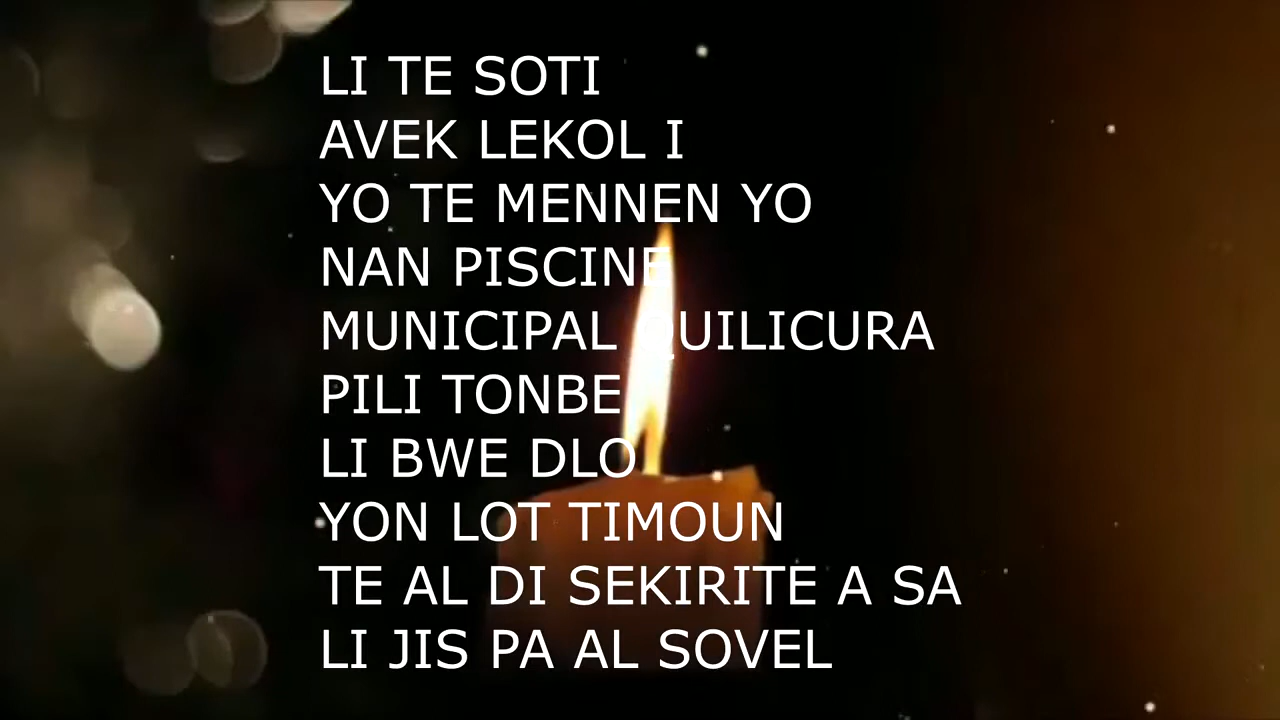 LI TE SOTI
AVEK LEKOL I
YO TE MENNEN YO
NAN PISCINE
MUNICIPAL QUILICURA
PILI TONBE
LI BWE DLO
YON LOT TIMOUN
TE AL DI SEKIRITE A SA
LI JIS PA AL SOVEL